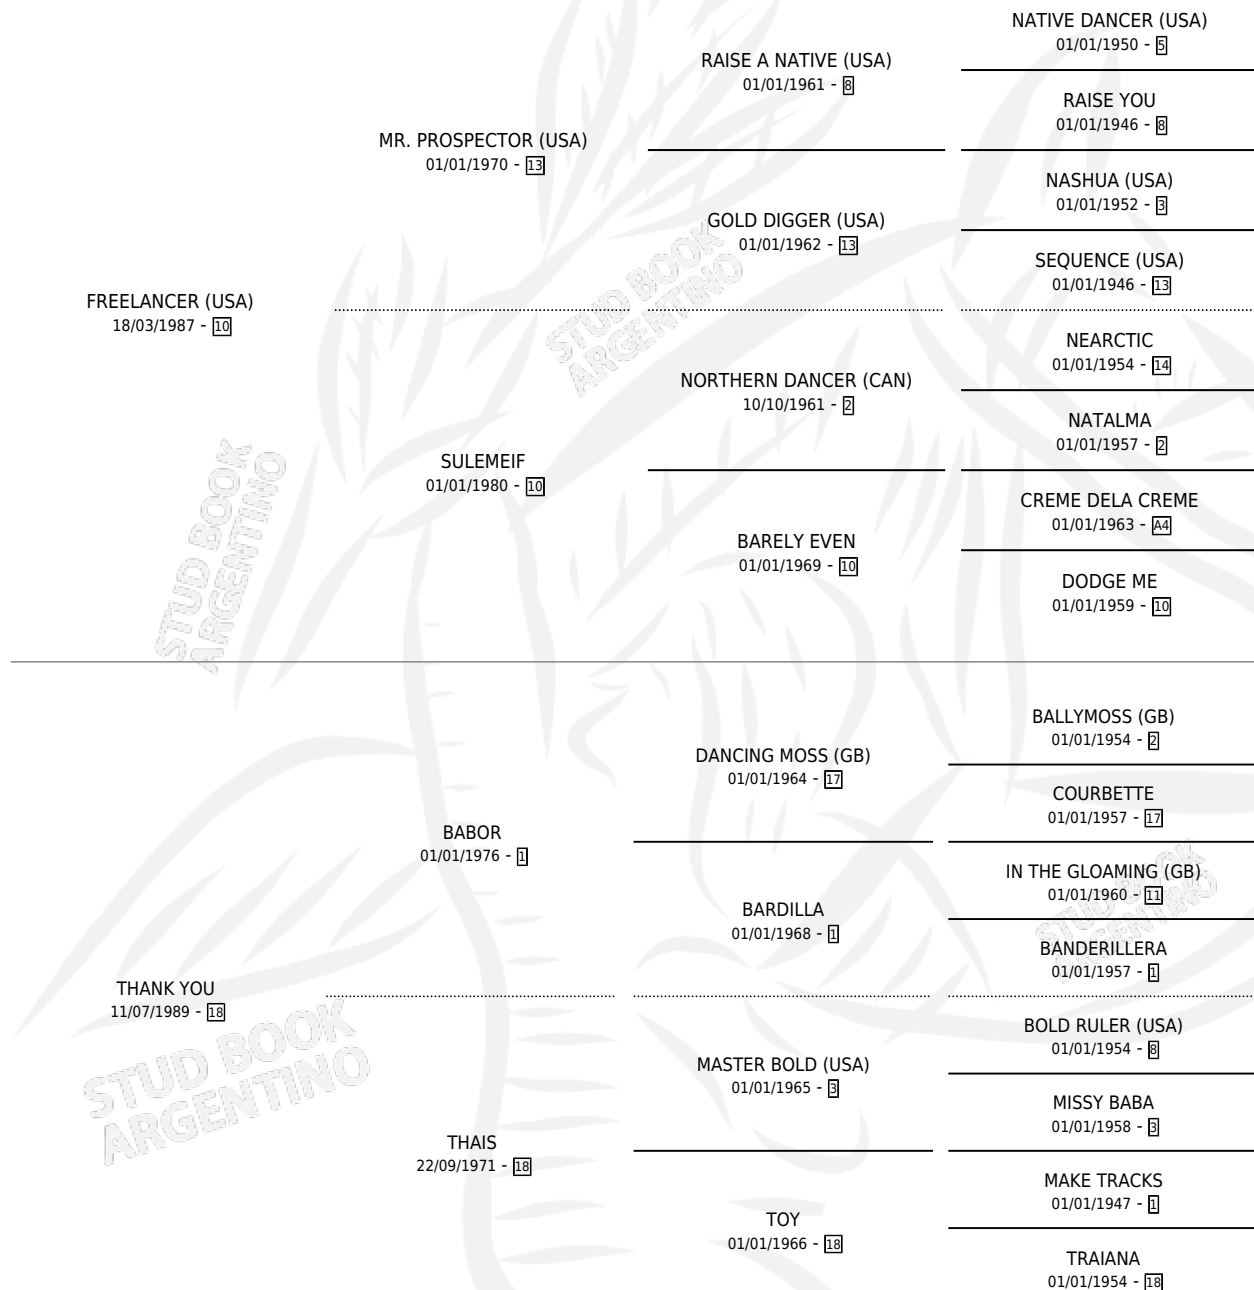 NATIVE DANCER (USA)
01/01/1950 - 5
RAISE A NATIVE (USA)
01/01/1961 - 8
RAISE YOU
01/01/1946 - 8
MR. PROSPECTOR (USA)
01/01/1970 - 13
NASHUA (USA)
01/01/1952 - 3
GOLD DIGGER (USA)
01/01/1962 - 13
SEQUENCE (USA)
01/01/1946 - 13
FREELANCER (USA)
18/03/1987 - 10
NEARCTIC
01/01/1954 - 14
NORTHERN DANCER (CAN)
10/10/1961 - 2
NATALMA
01/01/1957 - 2
SULEMEIF
01/01/1980 - 10
CREME DELA CREME
01/01/1963 - A4
BARELY EVEN
01/01/1969 - 10
DODGE ME
01/01/1959 - 10
STUD BOOK
ARGENTINO
STUD BOOK
ARGENTINO
BALLYMOSS (GB)
01/01/1954 - 2
DANCING MOSS (GB)
01/01/1964 - 17
COURBETTE
01/01/1957 - 17
BABOR
01/01/1976 - 1
IN THE GLOAMING (GB)
01/01/1960 - 11
BARDILLA
01/01/1968 - 1
BANDERILLERA
01/01/1957 - 1
THANK YOU
11/07/1989 - 18
BOLD RULER (USA)
01/01/1954 - 8
MASTER BOLD (USA)
01/01/1965 - 3
MISSY BABA
01/01/1958 - 3
THAIS
22/09/1971 - 18
MAKE TRACKS
01/01/1947 - 1
TOY
01/01/1966 - 18
TRAIANA
01/01/1954 - 18
STUD BOOK
ARGENTINO
STUD BOOK
ARGENTINO